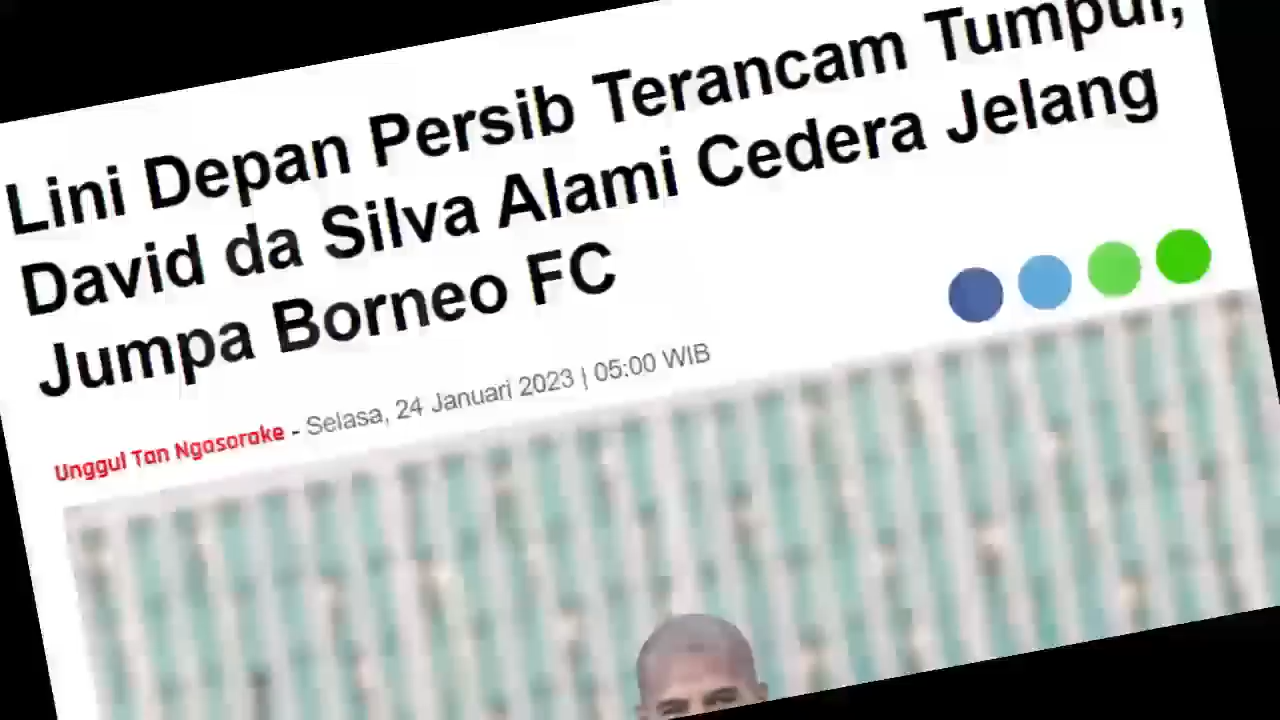 Lini Depan Persib Terancam Tumpul,
David da Silva Alami Cedera Jelang
Jumpa Borneo FC
Unggul Tan Ngasorake - Selasa, 24 Januari 2023 | 05:00 WIB